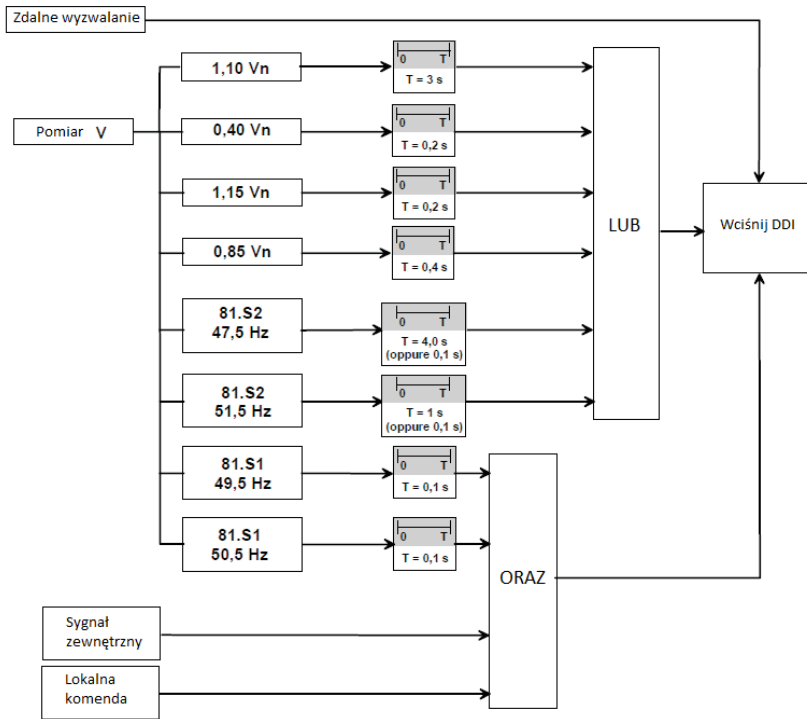 Zdalne wyzwalanie
1,10 Vn
0 T
T = 3 s
Pomiar V
0,40 Vn
0 T
T = 0,2 s
1,15 Vn
0 T
T = 0,2 s
LUB
Wciśnij DDI
0,85 Vn
0 T
T = 0,4 s
81.S2
47,5 Hz
0 T
T = 4,0 s
(oppure 0,1 s)
81.S2
51,5 Hz
0 T
T = 1 s
(oppure 0,1 s)
81.S1
49,5 Hz
0 T
T = 0,1 s
81.S1
50,5 Hz
0 T
T = 0,1 s
ORAZ
Sygnał
zewnętrzny
Lokalna
komenda